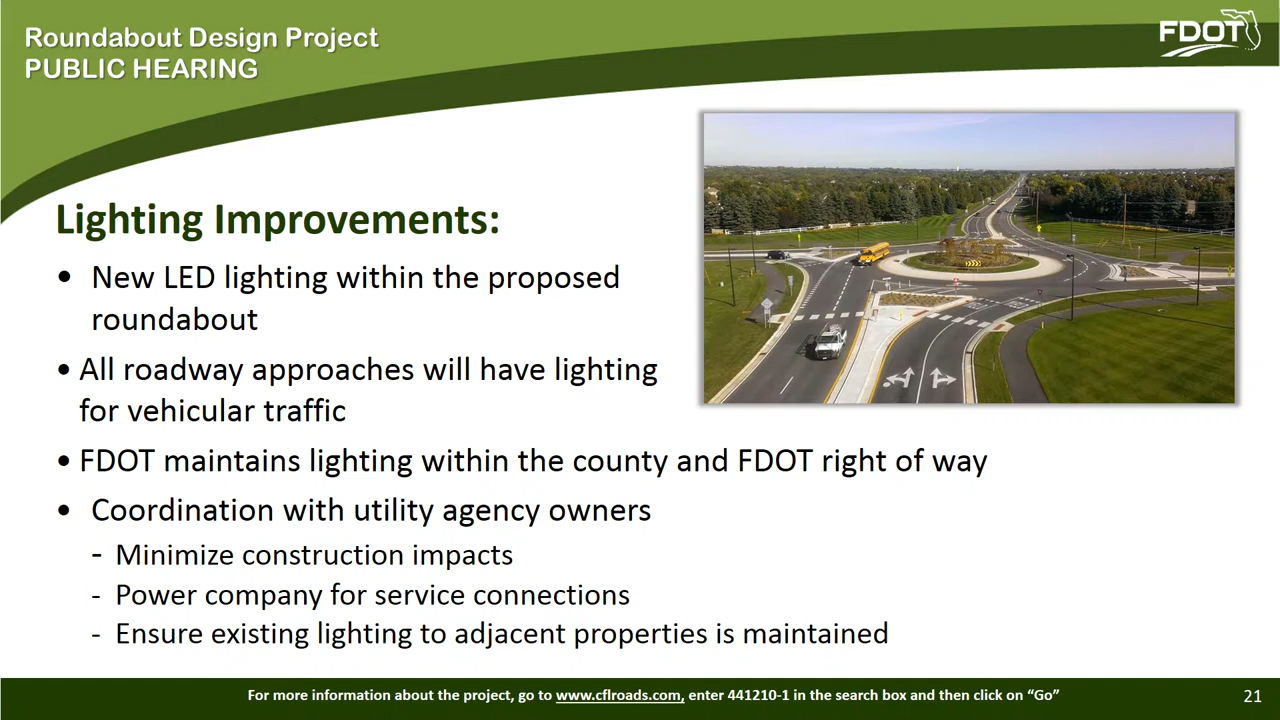 Roundabout Design Project
PUBLIC HEARING
FDOT
Lighting Improvements:
• New LED lighting within the proposed
roundabout
• All roadway approaches will have lighting
for vehicular traffic
• FDOT maintains lighting within the county and FDOT right of way
• Coordination with utility agency owners
- Minimize construction impacts
- Power company for service connections
- Ensure existing lighting to adjacent properties is maintained
For more information about the project, go to www.cflroads.com, enter 441210-1 in the search box and then click on “Go”
21